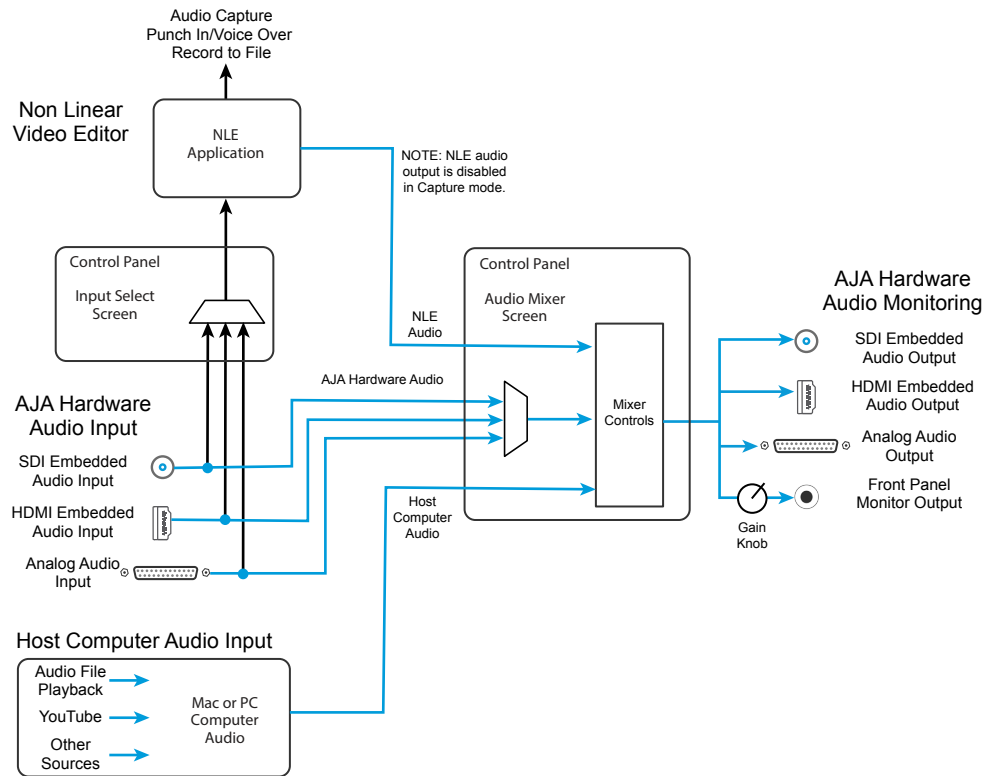 Audio Capture
Punch In/Voice Over
Record to File
Non Linear
Video Editor
NLE
Application
NOTE: NLE audio
output is disabled
in Capture mode.
Control Panel
Input Select
Screen
Control Panel
Audio Mixer
Screen
NLE
Audio
AJA Hardware Audio
Mixer
Controls
Host
Computer
Audio
AJA Hardware
Audio Monitoring
SDI Embedded
Audio Output
HDMI Embedded
Audio Output
Analog Audio
Output
Front Panel
Monitor Output
Gain
Knob
AJA Hardware
Audio Input
SDI Embedded
Audio Input
HDMI Embedded
Audio Input
Analog Audio
Input
Host Computer Audio Input
Audio File
Playback
YouTube
Other
Sources
Mac or PC
Computer
Audio